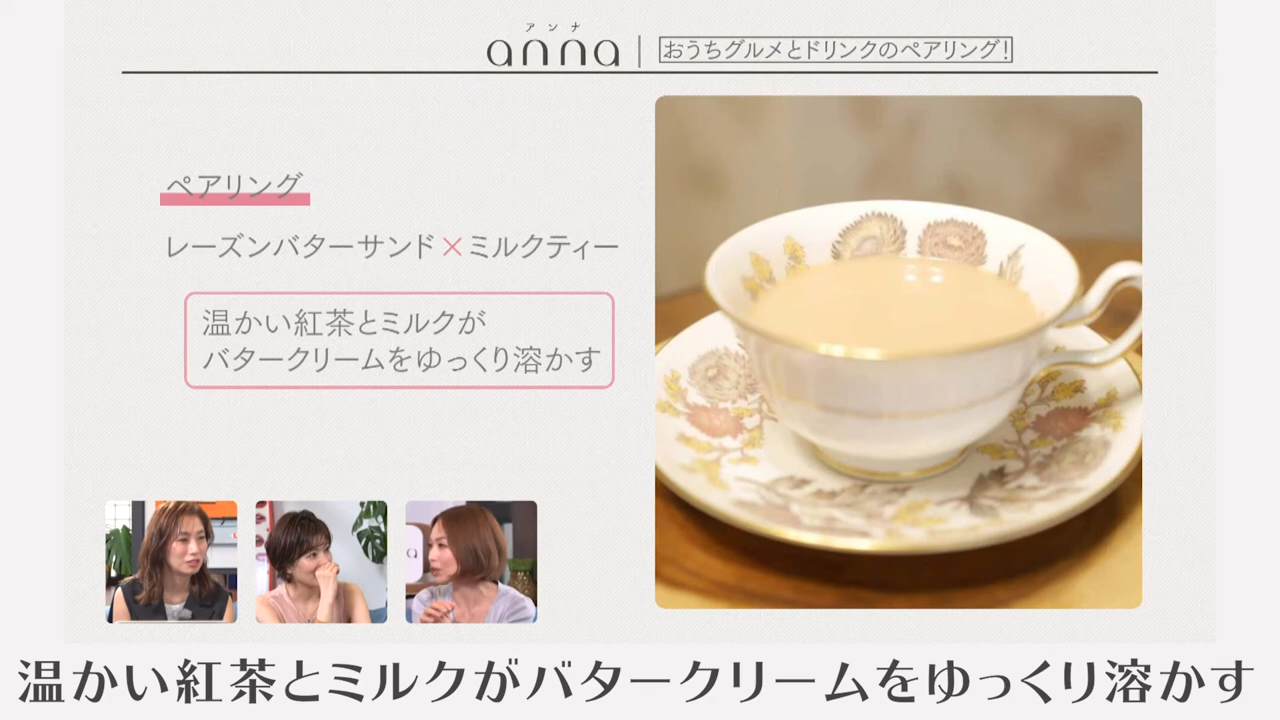 アンナ
anna
おうちグルメとドリンクのペアリング!
ペアリング
レーズンバターサンド×ミルクティー
温かい紅茶とミルクが
バタークリームをゆっくり溶かす
温かい紅茶とミルクがバタークリームをゆっくり溶かす